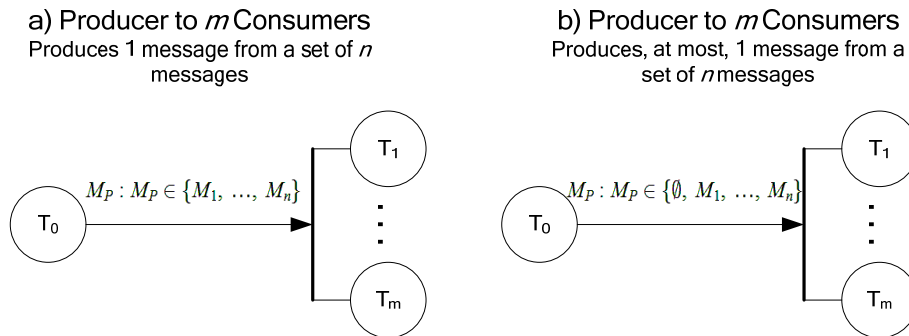 a) Producer to m Consumers
Produces 1 message from a set of n
messages
M_P : M_P ∈ {M_1, ..., M_n}
T_0
T_1
T_m
b) Producer to m Consumers
Produces, at most, 1 message from a
set of n messages
M_P : M_P ∈ {∅, M_1, ..., M_n}
T_0
T_1
T_m